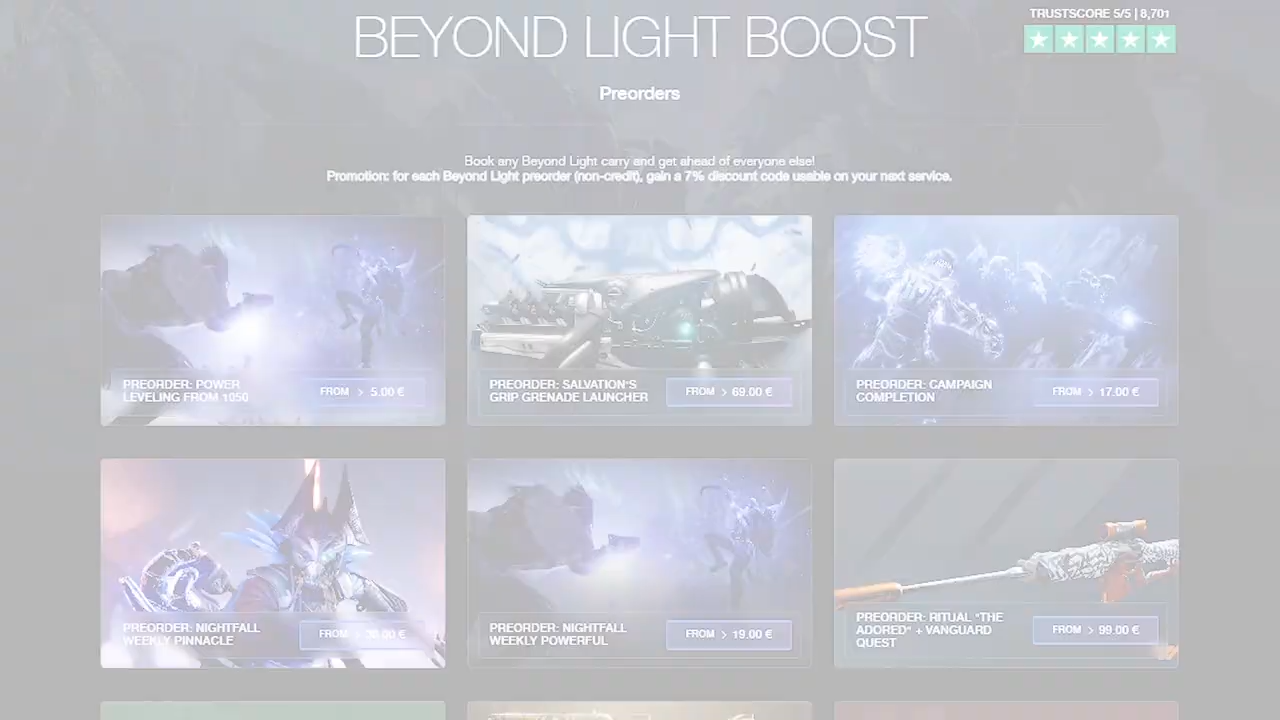 BEYOND LIGHT BOOST
TRUSTSCORE 5/5 | 8,701
Preorders
Book any Beyond Light carry and get ahead of everyone else!
Promotion: for each Beyond Light preorder (non-credit), gain a 7% discount code usable on your next service.
PREORDER: POWER
LEVELING FROM 1050
FROM > 5.00 €
PREORDER: SALVATION'S
GRIP GRENADE LAUNCHER
FROM > 69.00 €
PREORDER: CAMPAIGN
COMPLETION
FROM > 17.00 €
PREORDER: NIGHTFALL
WEEKLY PINNACLE
FROM >
PREORDER: NIGHTFALL
WEEKLY POWERFUL
FROM > 19.00 €
PREORDER: RITUAL "THE
ADORED" + VANGUARD
QUEST
FROM > 99.00 €